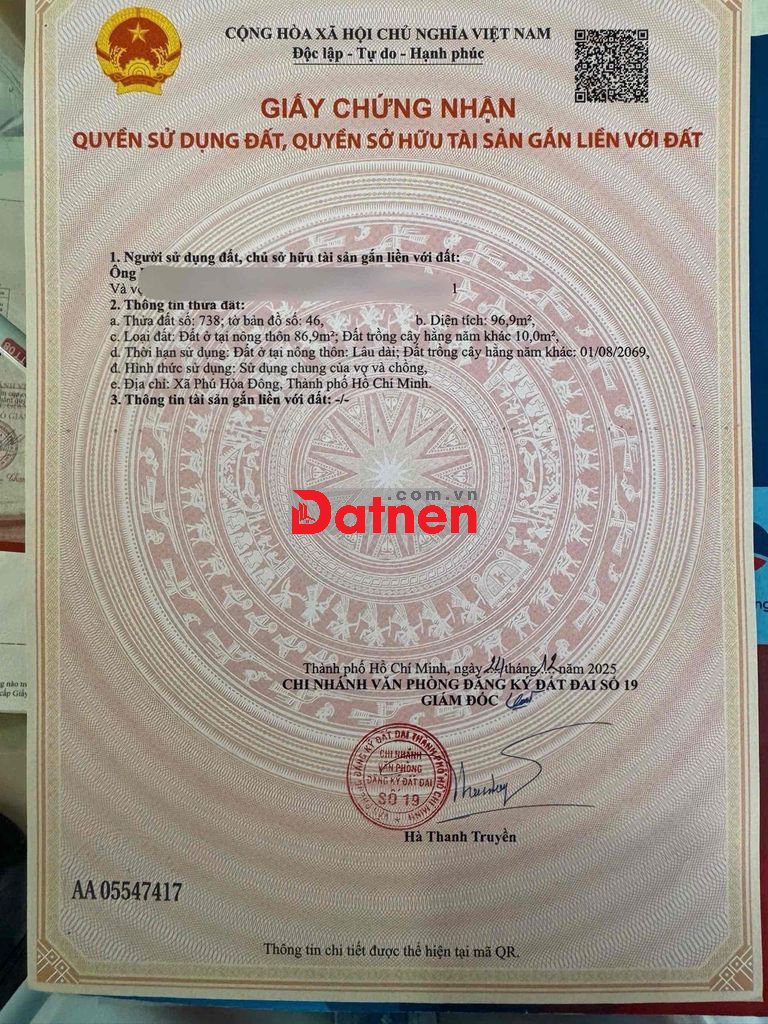 CỘNG HÒA XÃ HỘI CHỦ NGHĨA VIỆT NAM
Độc lập - Tự do - Hạnh phúc
GIẤY CHỨNG NHẬN
QUYỀN SỬ DỤNG ĐẤT, QUYỀN SỞ HỮU TÀI SẢN GẮN LIỀN VỚI ĐẤT
1. Người sử dụng đất, chủ sở hữu tài sản gắn liền với đất:
Ông
Và
2. Thông tin thửa đất:
a. Thửa đất số: 738; tờ bản đồ số: 46, b. Diện tích: 96,9m²,
c. Loại đất: Đất ở tại nông thôn 86,9m²; Đất trồng cây hằng năm khác 10,0m²,
d. Thời hạn sử dụng: Đất ở tại nông thôn: Lâu dài; Đất trồng cây hằng năm khác: 01/08/2069,
đ. Hình thức sử dụng: Sử dụng chung của vợ và chồng,
e. Địa chỉ: Xã Phú Hòa Đông, Thành phố Hồ Chí Minh.
3. Thông tin tài sản gắn liền với đất: -/-
.com.vn
Datnen
Thành phố Hồ Chí Minh, ngày 24 tháng 12 năm 2025
CHI NHÁNH VĂN PHÒNG ĐĂNG KÝ ĐẤT ĐAI SỐ 19
GIÁM ĐỐC
CHI NHÁNH
VĂN PHÒNG
ĐĂNG KÝ ĐẤT ĐAI
SỐ 19
Hà Thanh Truyền
AA 05547417
Thông tin chi tiết được thể hiện tại mã QR.